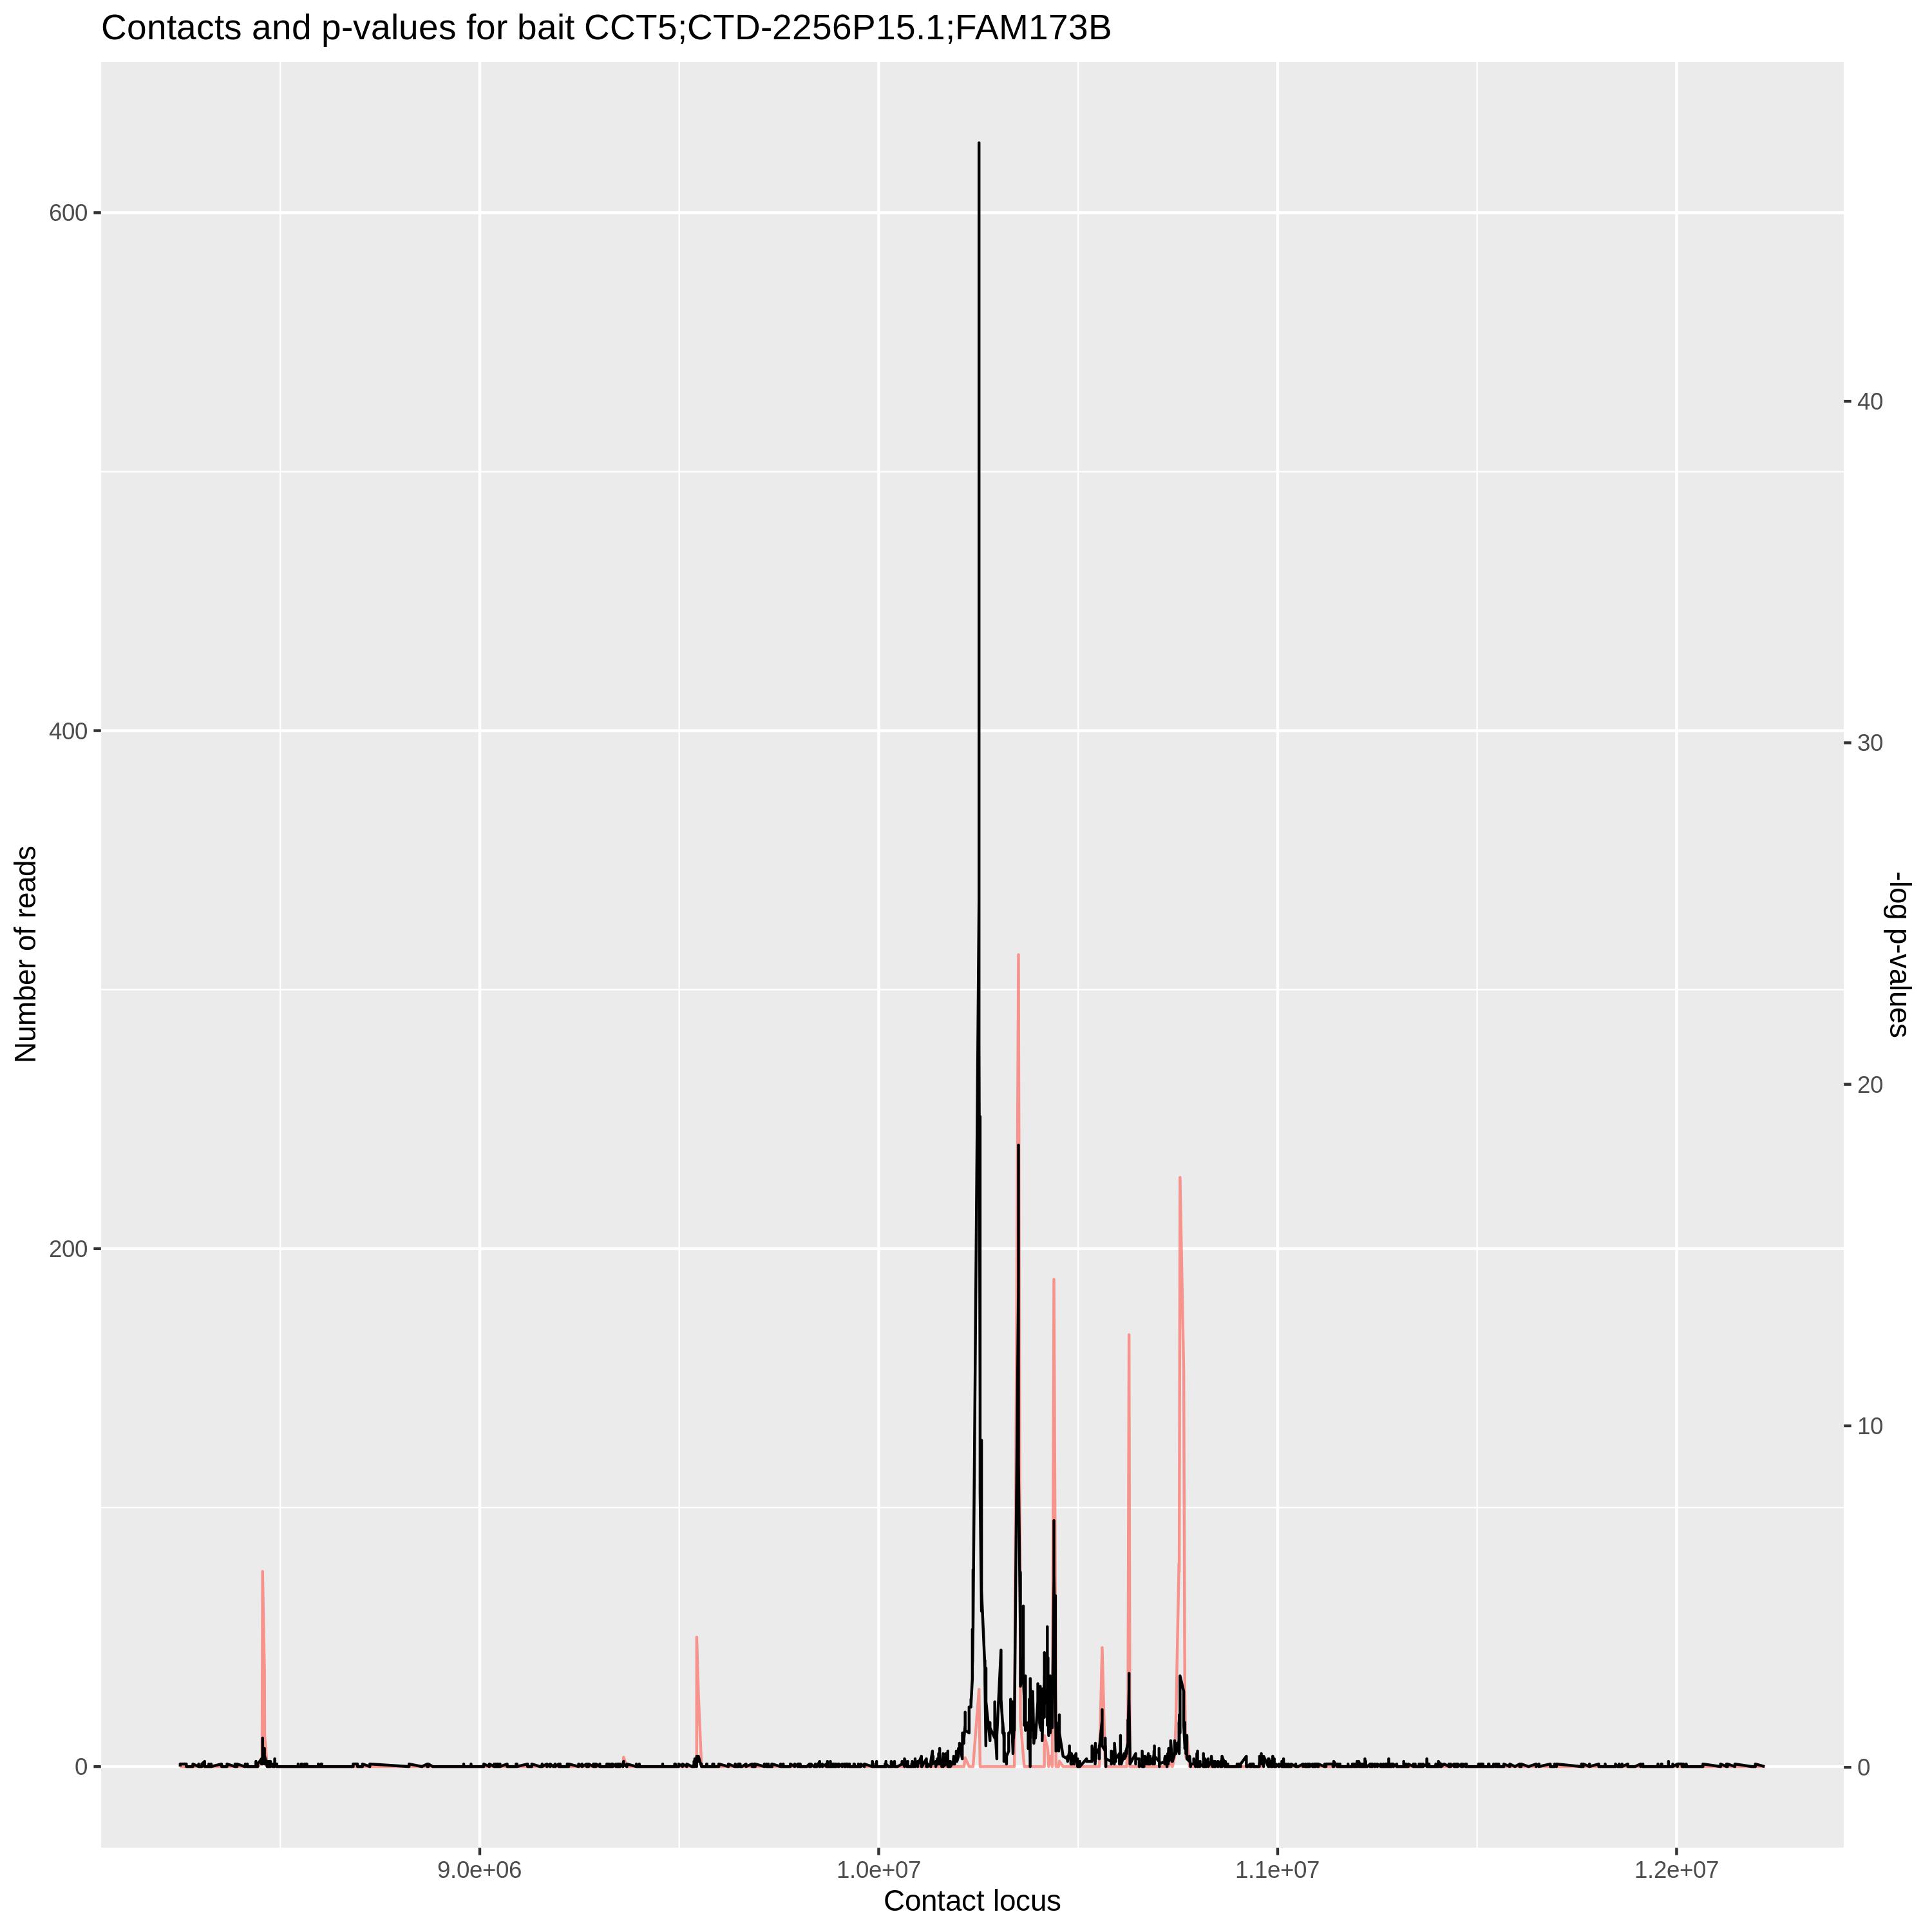 Contacts and p-values for bait CCT5;CTD-2256P15.1;FAM173B
600
400
200
0
Number of reads
40
30
20
10
0
-log p-values
9.0e+06 1.0e+07 1.1e+07 1.2e+07
Contact locus